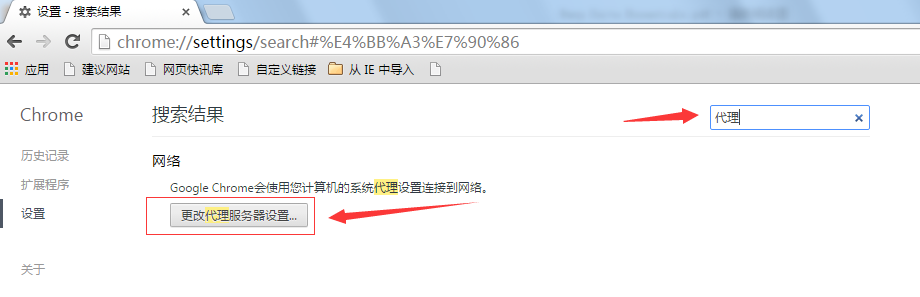 设置 - 搜索结果
chrome://settings/search#%E4%BB%A3%E7%90%86
应用 建议网站 网页快讯库 自定义链接 从 IE 中导入
Chrome
搜索结果
代理
历史记录
扩展程序
设置
关于
网络
Google Chrome会使用您计算机的系统代理设置连接到网络。
更改代理服务器设置...